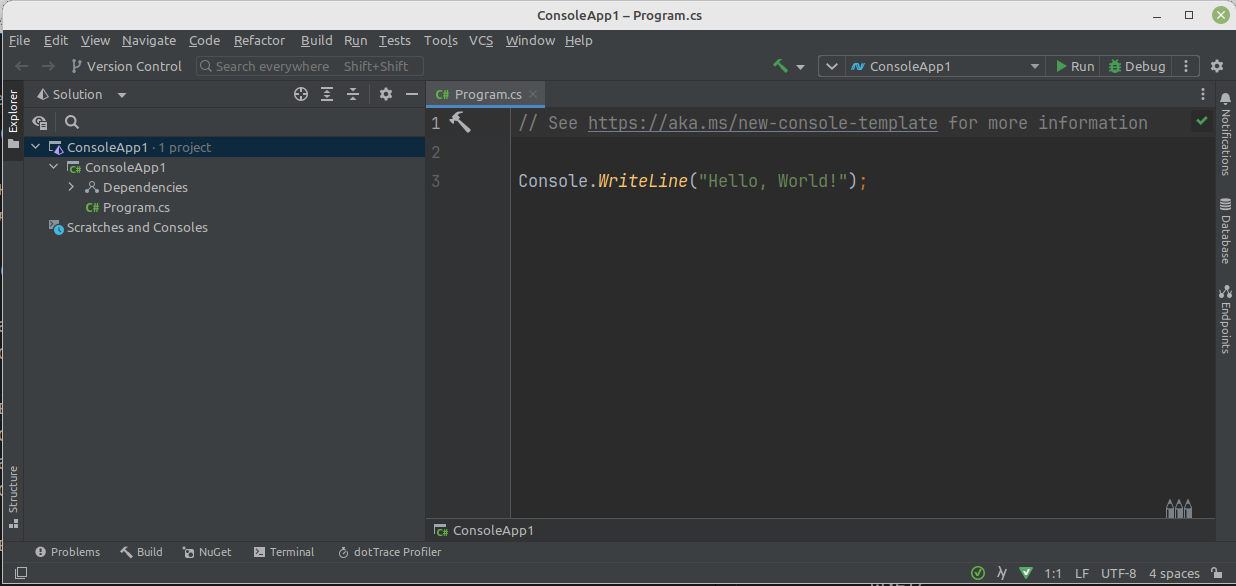 ConsoleApp1 – Program.cs
File Edit View Navigate Code Refactor Build Run Tests Tools VCS Window Help
Version Control Search everywhere Shift+Shift ConsoleApp1 Run Debug
Explorer
Solution
C# Program.cs
ConsoleApp1 · 1 project
C# ConsoleApp1
Dependencies
C# Program.cs
Scratches and Consoles
1 // See https://aka.ms/new-console-template for more information
2
3 Console.WriteLine("Hello, World!");
Notifications
Database
Endpoints
Structure
C# ConsoleApp1
Problems Build NuGet Terminal dotTrace Profiler
1:1 LF UTF-8 4 spaces